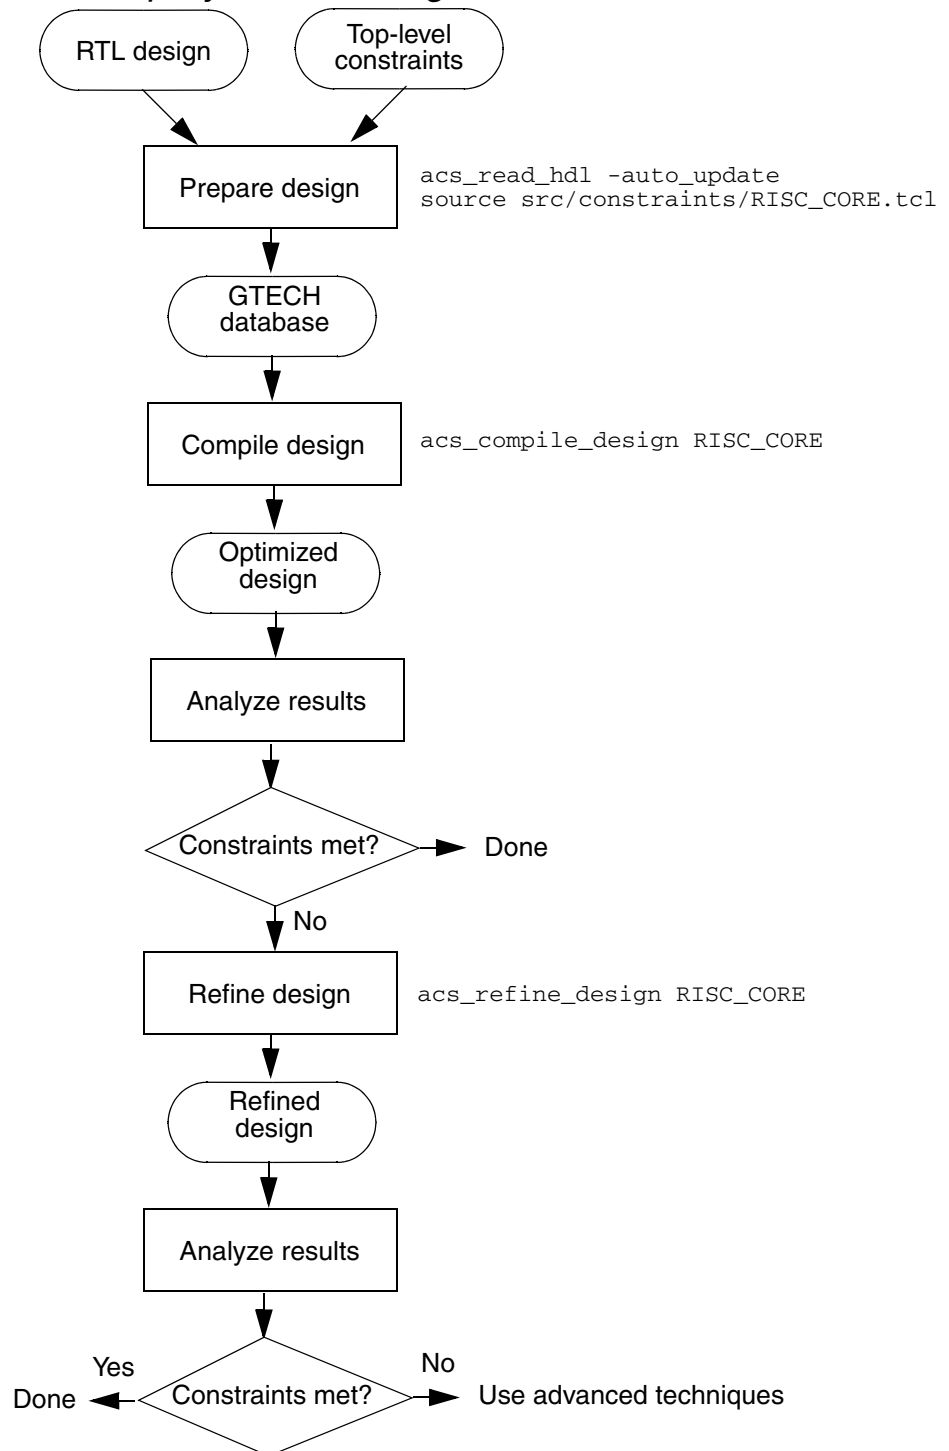 RTL design
Top-level
constraints
Prepare design
acs_read_hdl -auto_update
source src/constraints/RISC_CORE.tcl
GTECH
database
Compile design
acs_compile_design RISC_CORE
Optimized
design
Analyze results
Constraints met?
Done
No
Refine design
acs_refine_design RISC_CORE
Refined
design
Analyze results
Yes
No
Done
Constraints met?
Use advanced techniques